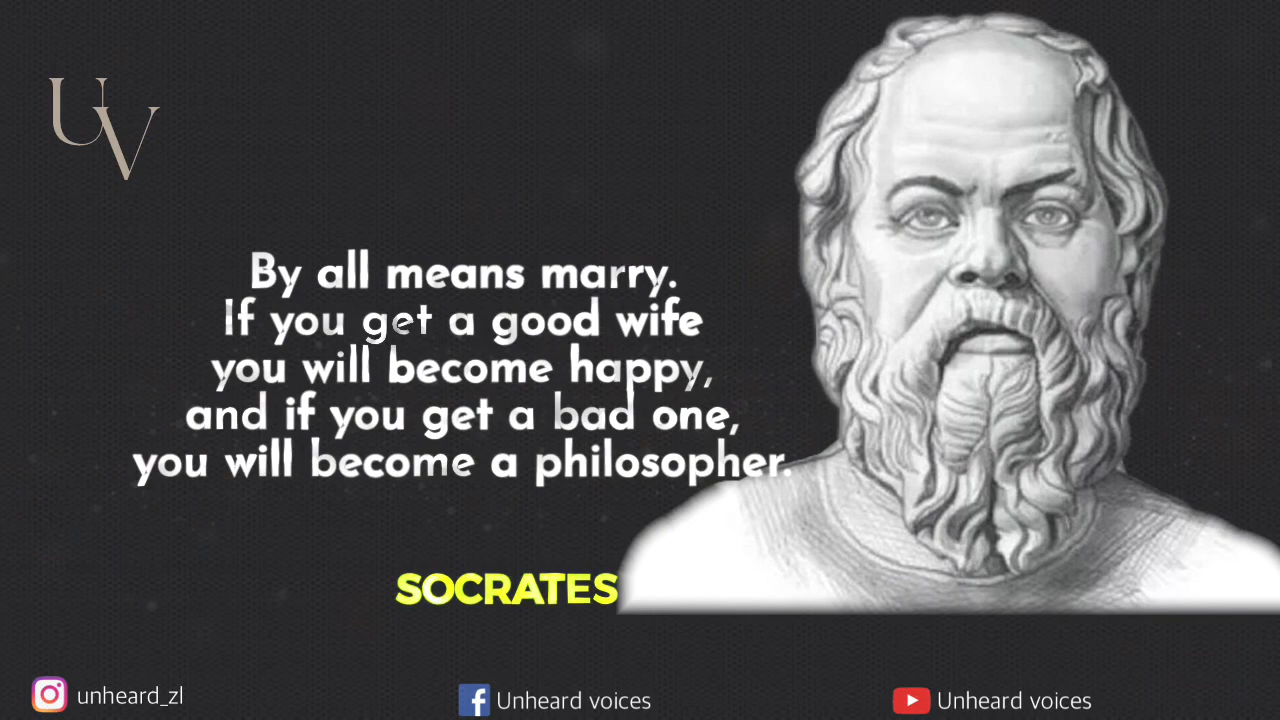 UV
By all means marry.
If you get a good wife
you will become happy,
and if you get a bad one,
you will become a philosopher.
SOCRATES
unheard_zl
Unheard voices
Unheard voices